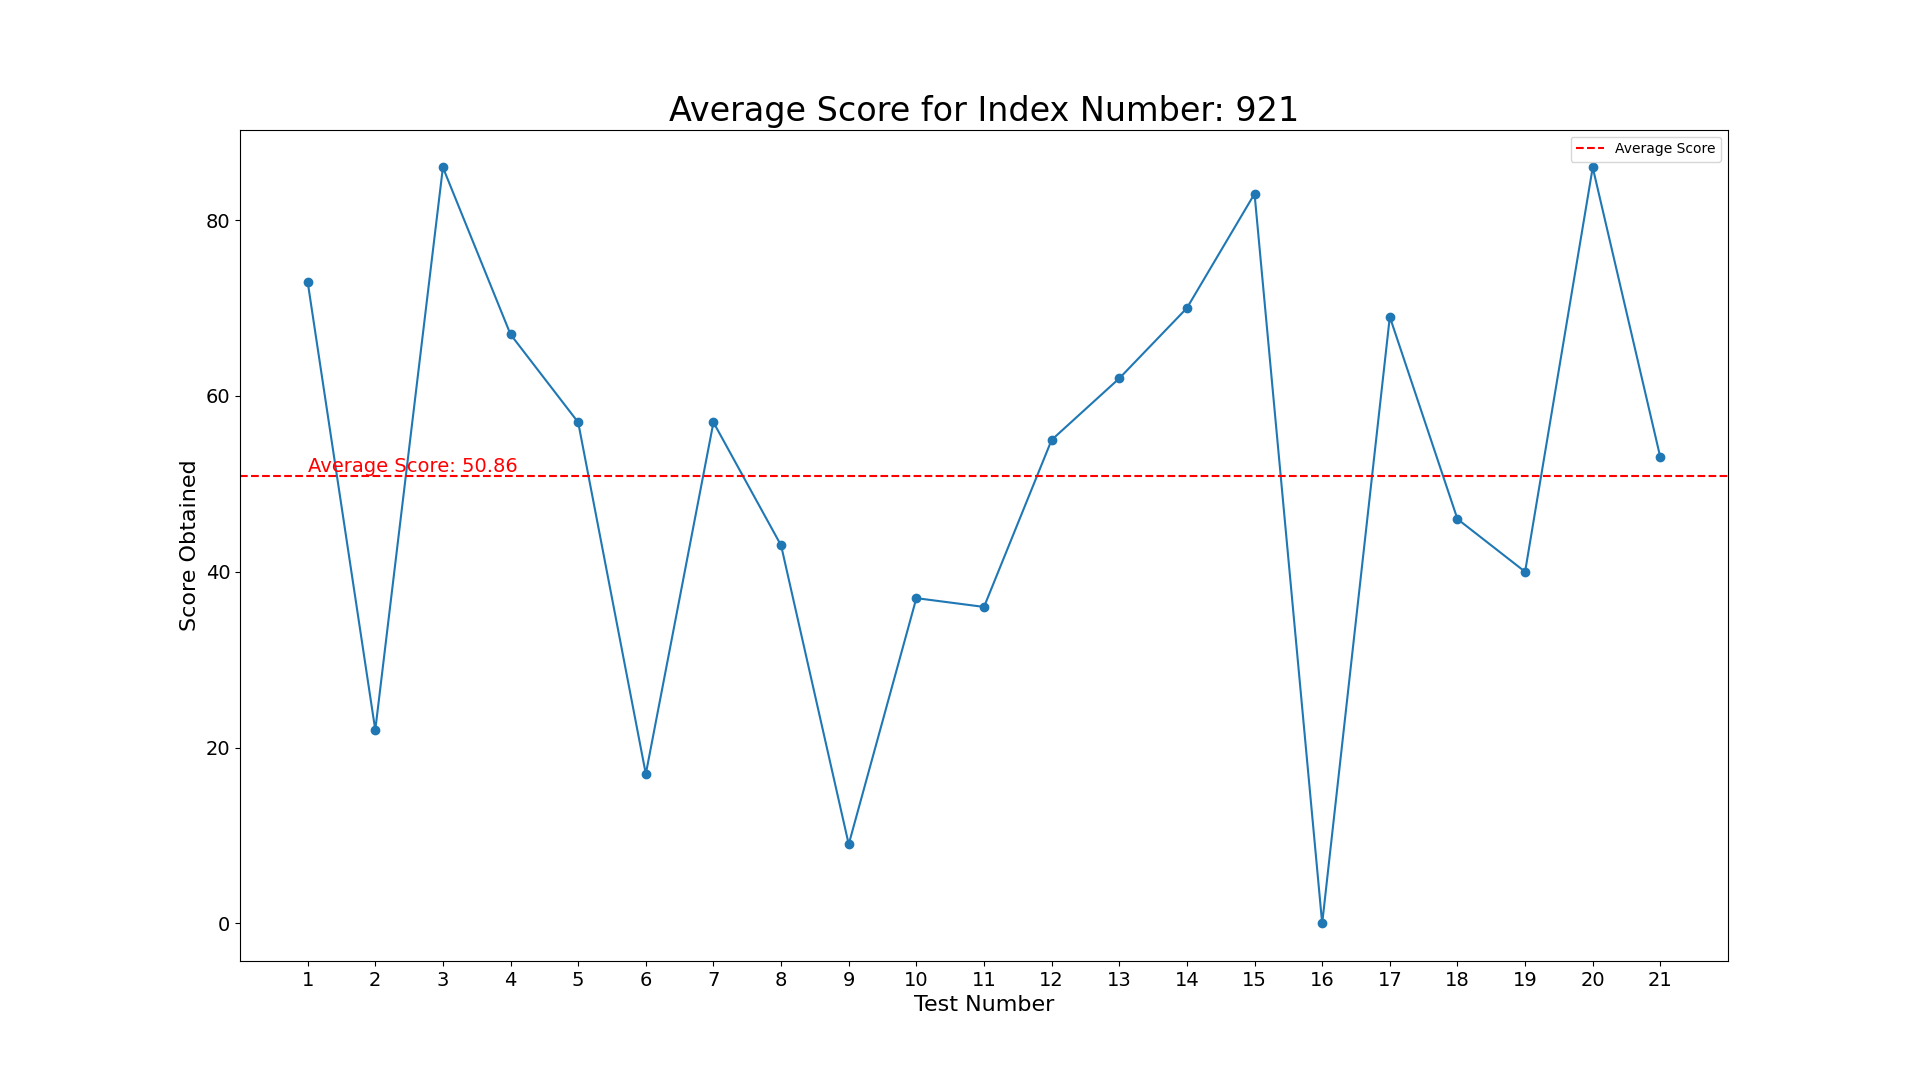 Average Score for Index Number: 921
Average Score
80
60
40
20
0
Score Obtained
Average Score: 50.86
1 2 3 4 5 6 7 8 9 10 11 12 13 14 15 16 17 18 19 20 21
Test Number